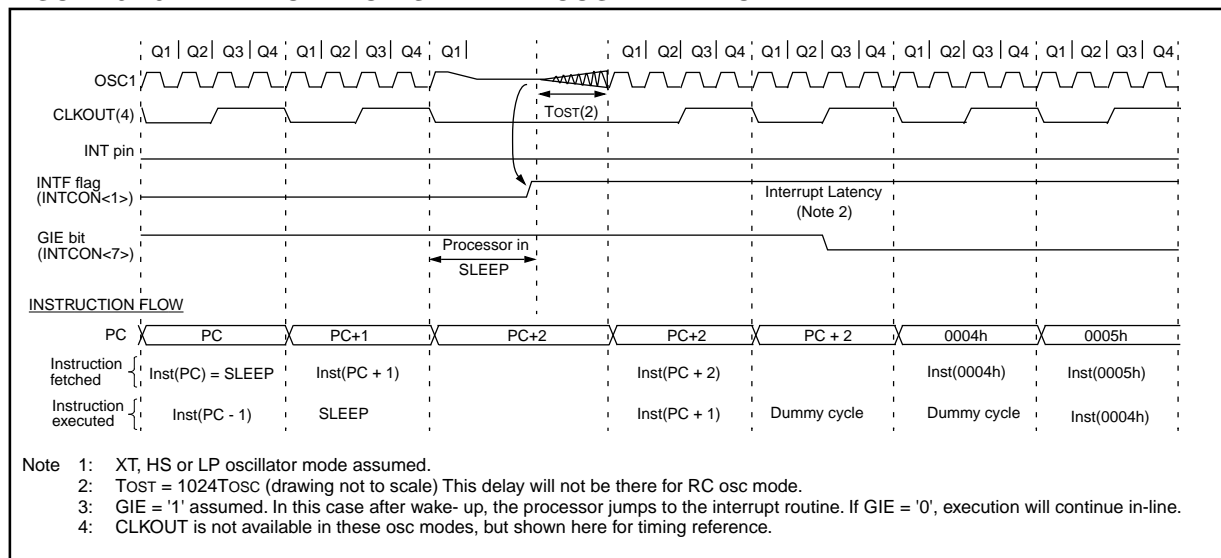 Q1 Q2 Q3 Q4 Q1 Q2 Q3 Q4 Q1 Q1 Q2 Q3 Q4 Q1 Q2 Q3 Q4 Q1 Q2 Q3 Q4 Q1 Q2 Q3 Q4
OSC1
TOST(2)
CLKOUT(4)
INT pin
INTF flag
(INTCON<1>)
Interrupt Latency
(Note 2)
GIE bit
(INTCON<7>)
Processor in
SLEEP
INSTRUCTION FLOW
PC PC PC+1 PC+2 PC+2 PC + 2 0004h 0005h
Instruction
fetched
Inst(PC) = SLEEP Inst(PC + 1) Inst(PC + 2) Inst(0004h) Inst(0005h)
Instruction
executed
Inst(PC - 1) SLEEP Inst(PC + 1) Dummy cycle Dummy cycle Inst(0004h)
Note 1: XT, HS or LP oscillator mode assumed.
2: TOST = 1024TOSC (drawing not to scale) This delay will not be there for RC osc mode.
3: GIE = '1' assumed. In this case after wake- up, the processor jumps to the interrupt routine. If GIE = '0', execution will continue in-line.
4: CLKOUT is not available in these osc modes, but shown here for timing reference.